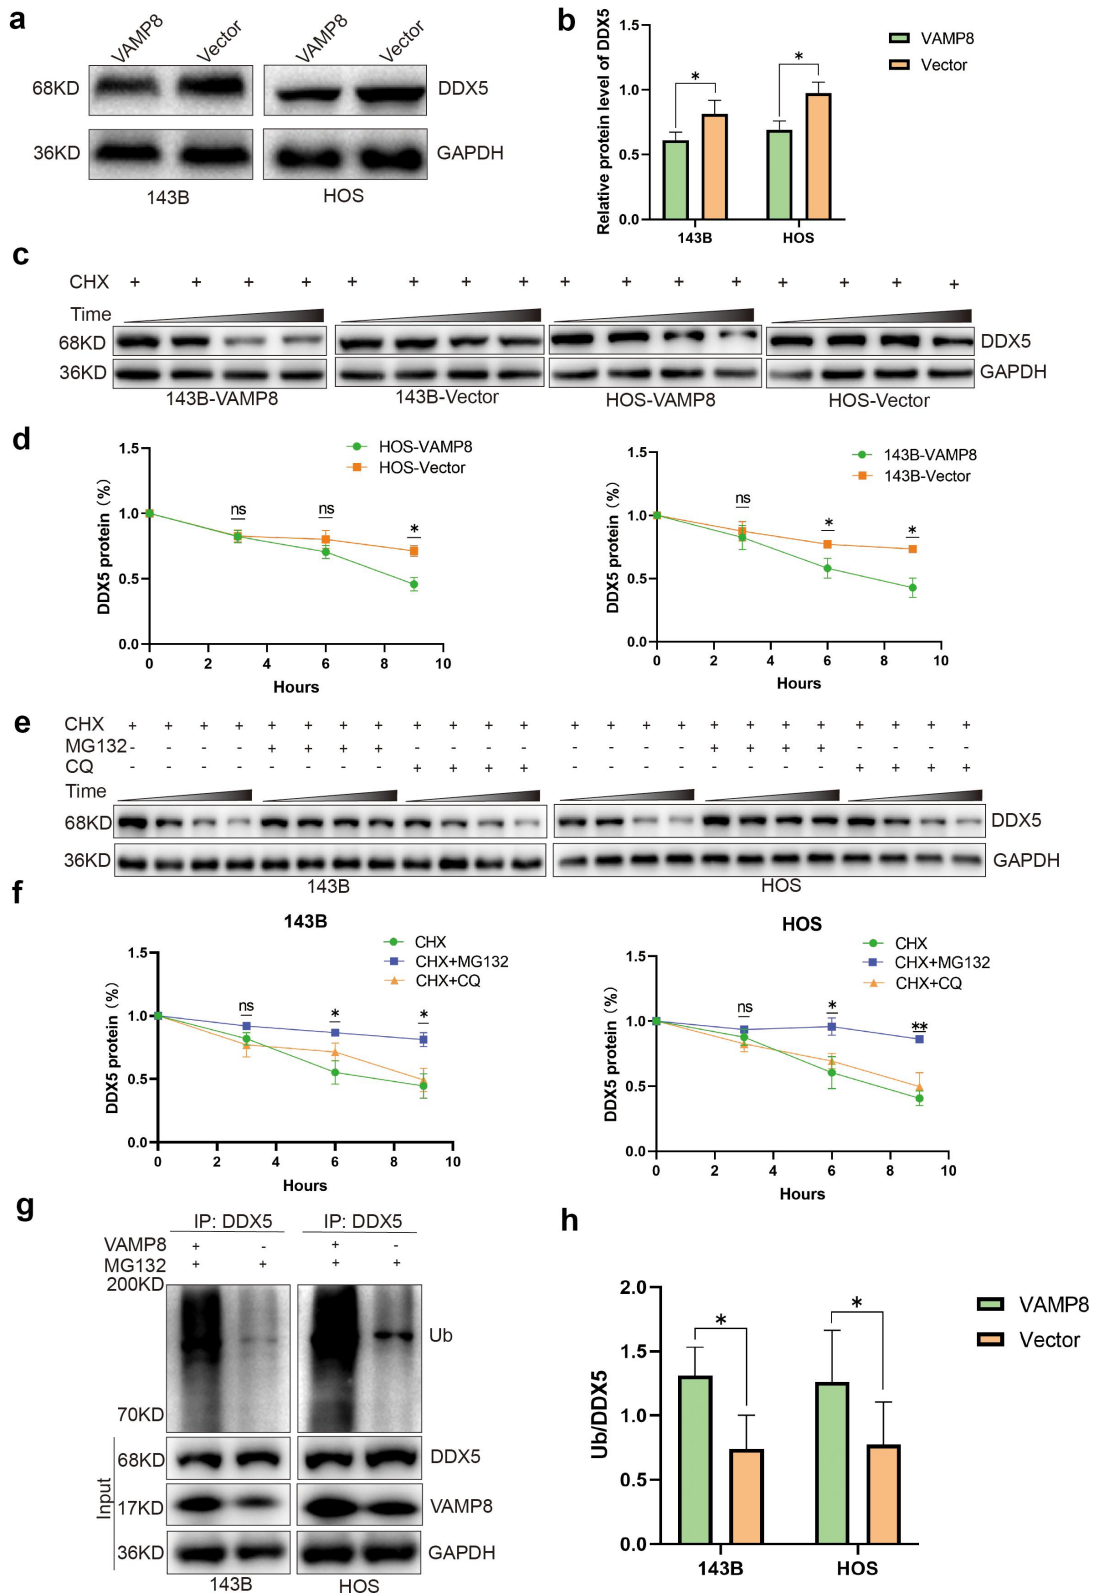 a
VAMP8 Vector VAMP8 Vector
68KD DDX5
36KD GAPDH
143B HOS
b
Relative protein level of DDX5
1.5
1.0
0.5
0.0
* *
143B HOS
VAMP8
Vector
c
CHX + + + + + + + + + + + + + + + +
Time
68KD DDX5
36KD GAPDH
143B-VAMP8 143B-Vector HOS-VAMP8 HOS-Vector
d
DDX5 protein (%)
1.5
1.0
0.5
0.0
HOS-VAMP8
HOS-Vector
ns ns *
0 2 4 6 8 10
Hours
DDX5 protein (%)
1.5
1.0
0.5
0.0
143B-VAMP8
143B-Vector
ns * *
0 2 4 6 8 10
Hours
e
CHX + + + + + + + + + + + + + + + + + + + + + + + +
MG132 - - - - + + + + - - - - - - - - + + + + - - - -
CQ - - - - - - - - + + + + - - - - - - - - + + + +
Time
68KD DDX5
36KD GAPDH
143B HOS
f
143B
DDX5 protein (%)
1.5
1.0
0.5
0.0
CHX
CHX+MG132
CHX+CQ
ns * *
0 2 4 6 8 10
Hours
HOS
DDX5 protein (%)
1.5
1.0
0.5
0.0
CHX
CHX+MG132
CHX+CQ
ns * **
0 2 4 6 8 10
Hours
g
IP: DDX5 IP: DDX5
VAMP8 + - + -
MG132 + + + +
200KD
Ub
70KD
Input
68KD DDX5
17KD VAMP8
36KD GAPDH
143B HOS
h
Ub/DDX5
2.0
1.5
1.0
0.5
0.0
* *
143B HOS
VAMP8
Vector